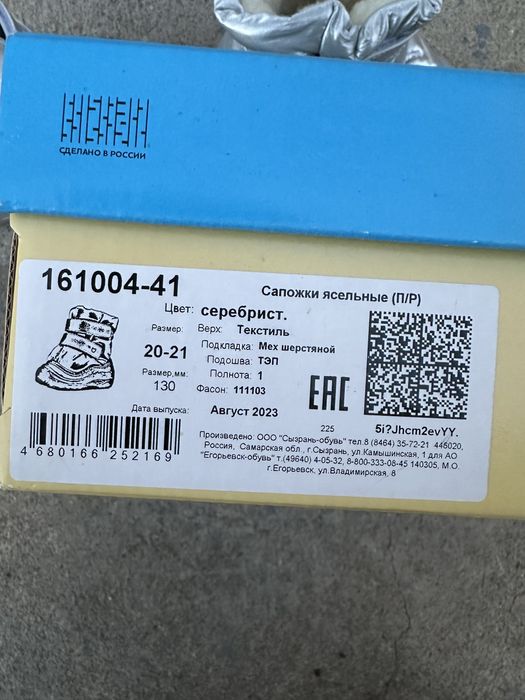 СДЕЛАНО В РОССИИ
161004-41
Сапожки ясельные (П/Р)
Цвет: серебрист.
Размер: Верх: Текстиль
20-21 Подкладка: Мех шерстяной
Подошва: ТЭП
Размер,мм: Полнота: 1
130 Фасон: 111103
EAC
Дата выпуска: Август 2023
225 5i?Jhcm2evYY.
4 680166 252169
Произведено: ООО "Сызрань-обувь" тел.8 (8464) 35-72-21 446020,
Россия, Самарская обл., г.Сызрань, ул.Камышинская, 1 для АО
"Егорьевск-обувь" т.(49640) 4-05-32, 8-800-333-08-45 140305, М.О.
г.Егорьевск, ул.Владимирская, 8